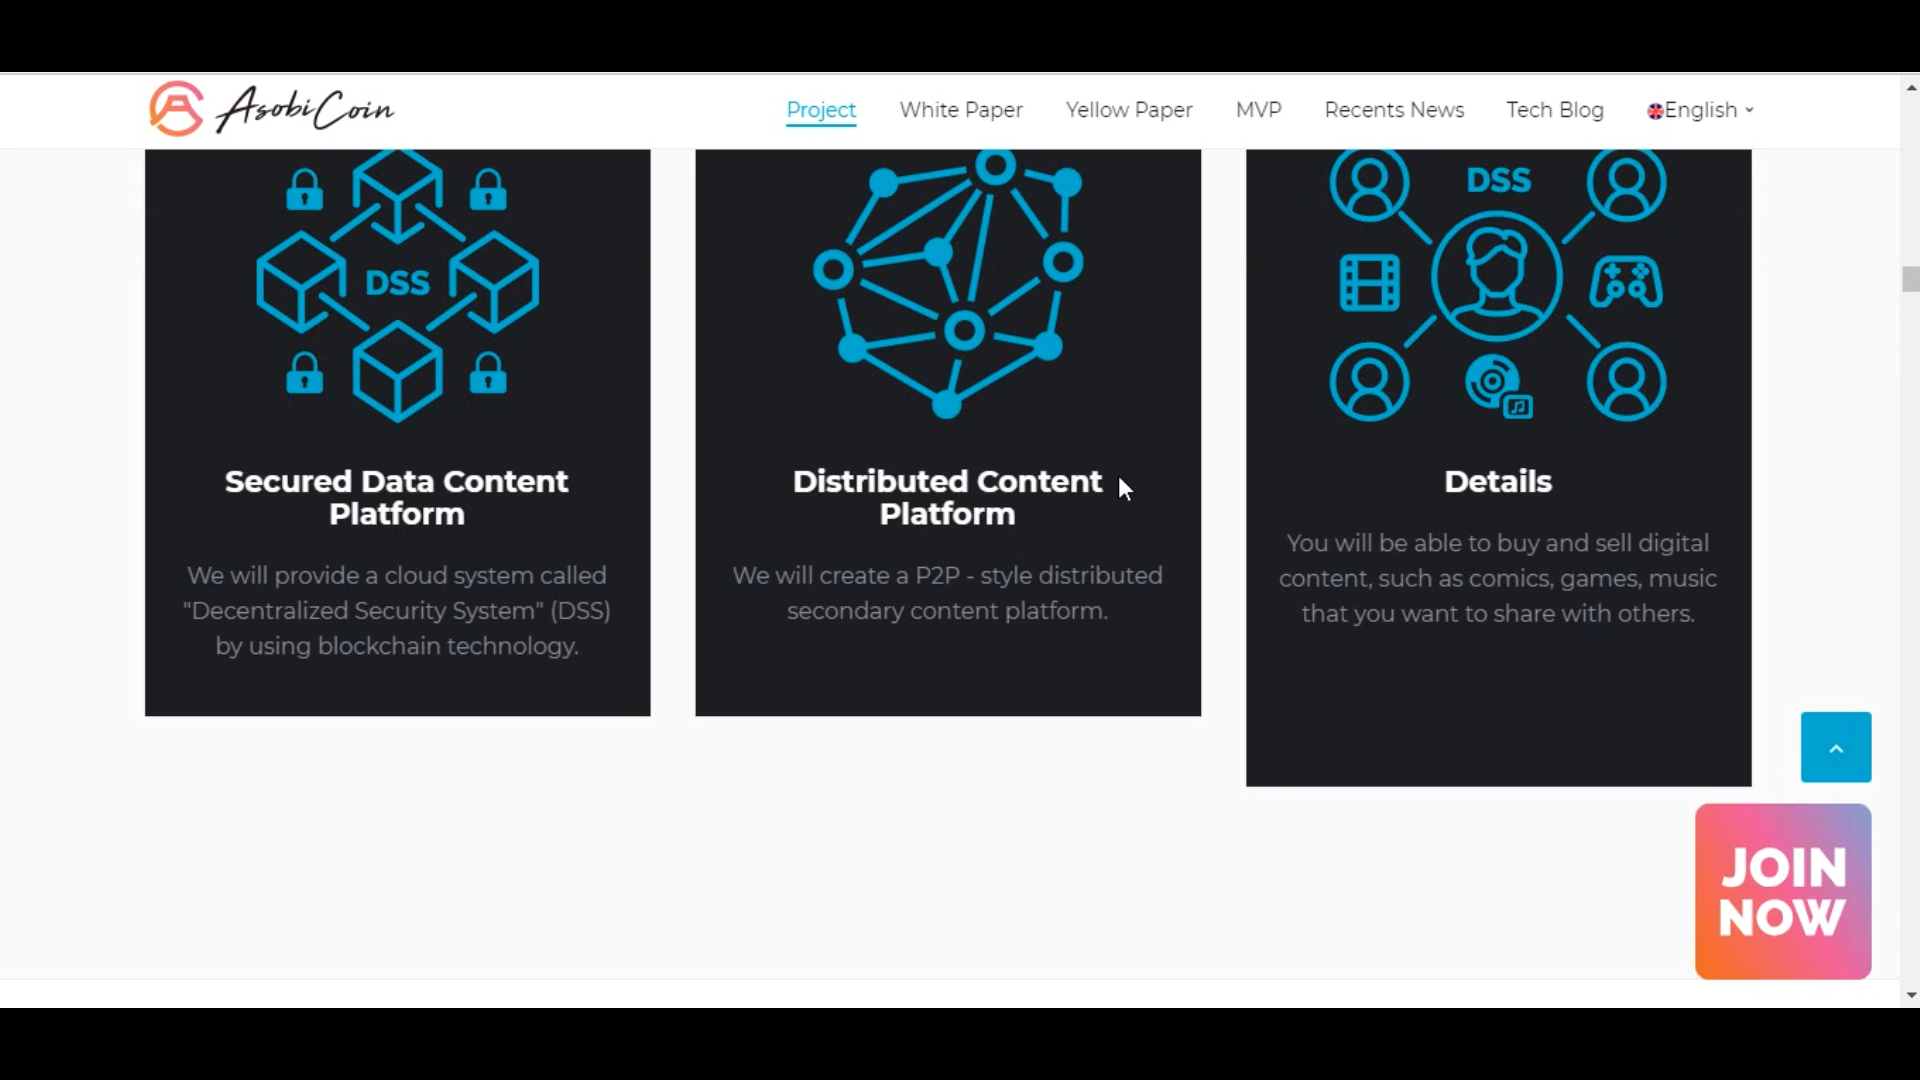 AsobiCoin
Project
White Paper
Yellow Paper
MVP
Recents News
Tech Blog
English
DSS
Secured Data Content
Platform
We will provide a cloud system called
"Decentralized Security System" (DSS)
by using blockchain technology.
Distributed Content
Platform
We will create a P2P - style distributed
secondary content platform.
DSS
Details
You will be able to buy and sell digital
content, such as comics, games, music
that you want to share with others.
JOIN
NOW